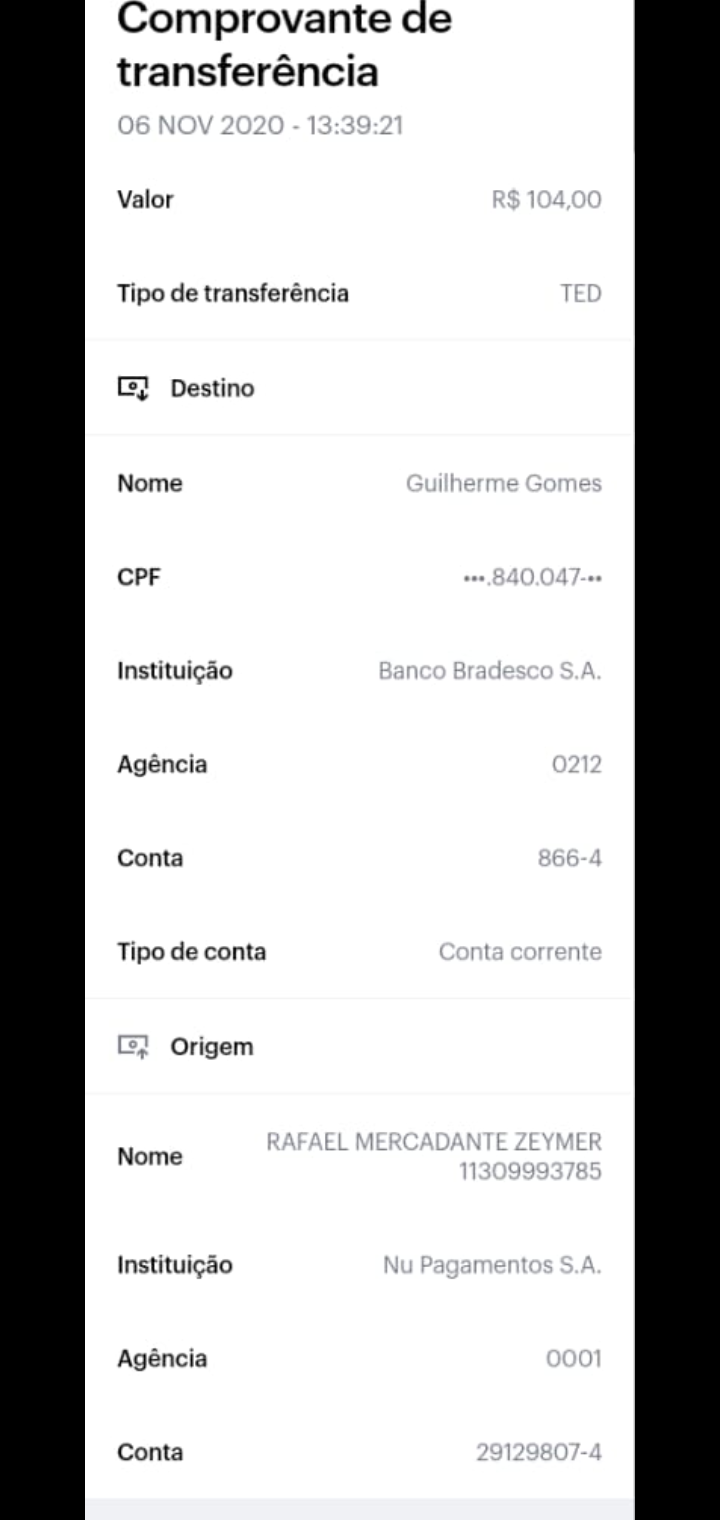 Comprovante de
transferência
06 NOV 2020 - 13:39:21
Valor R$ 104,00
Tipo de transferência TED
Destino
Nome Guilherme Gomes
CPF •••.840.047-••
Instituição Banco Bradesco S.A.
Agência 0212
Conta 866-4
Tipo de conta Conta corrente
Origem
Nome RAFAEL MERCADANTE ZEYMER
11309993785
Instituição Nu Pagamentos S.A.
Agência 0001
Conta 29129807-4